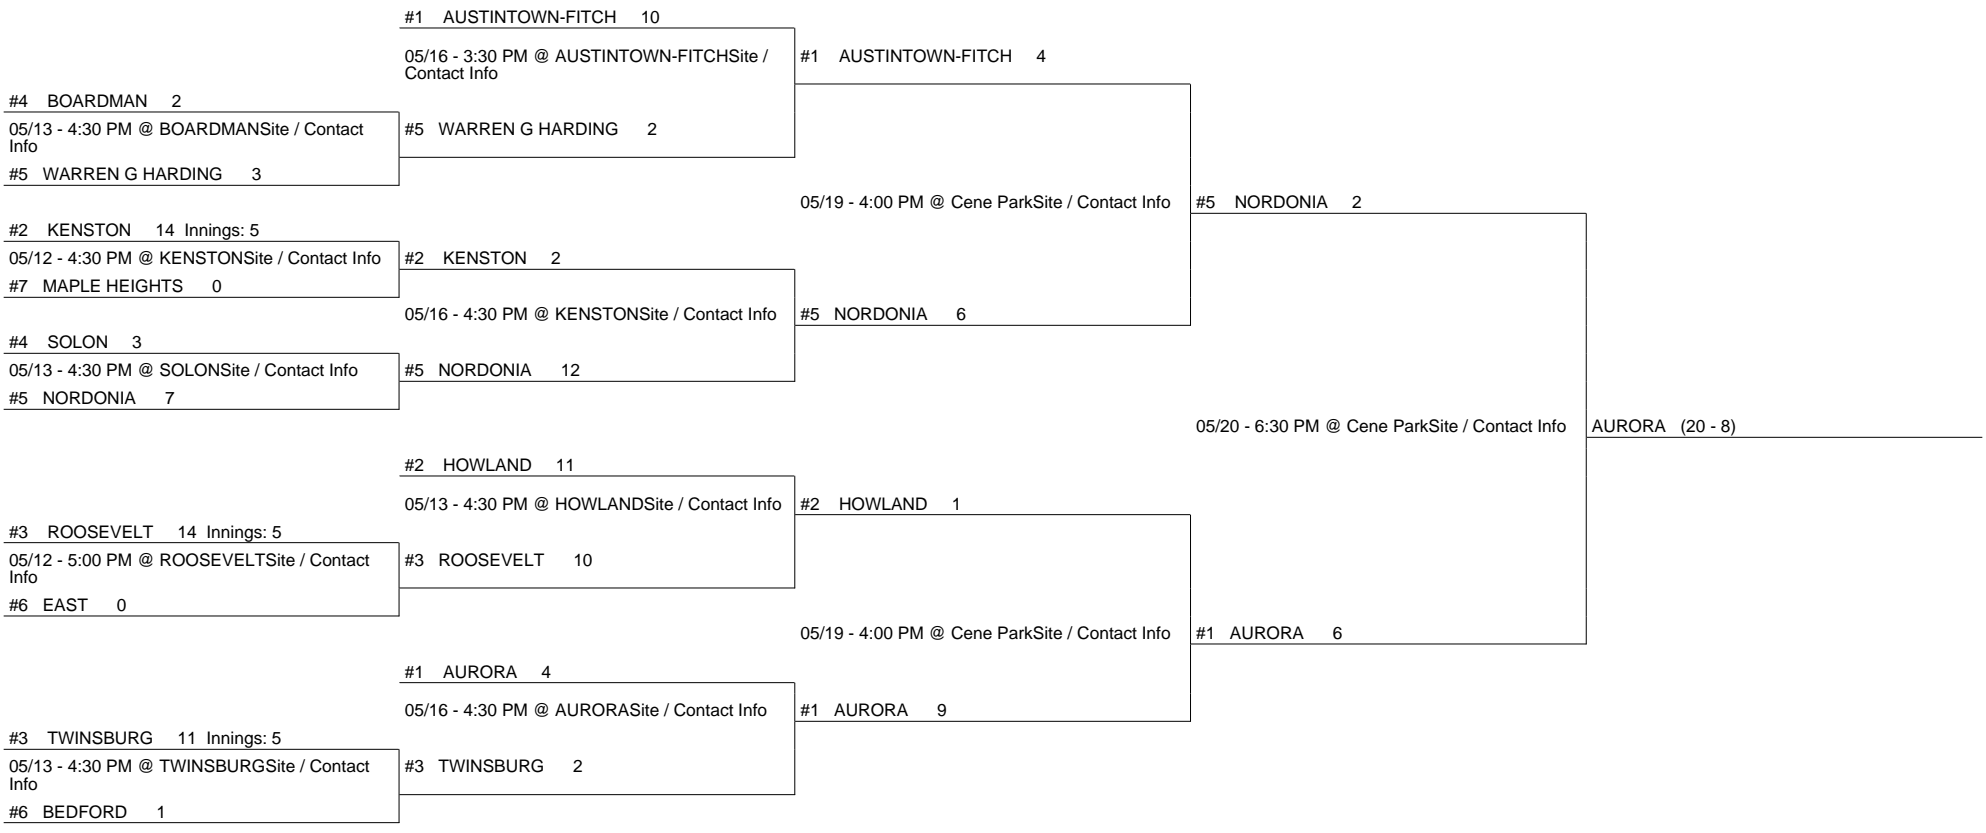 #1 AUSTINTOWN-FITCH 10
05/16 - 3:30 PM @ AUSTINTOWN-FITCHSite /
Contact Info
#1 AUSTINTOWN-FITCH 4
#4 BOARDMAN 2
05/13 - 4:30 PM @ BOARDMANSite / Contact
Info
#5 WARREN G HARDING 2
#5 WARREN G HARDING 3
05/19 - 4:00 PM @ Cene ParkSite / Contact Info
#5 NORDONIA 2
#2 KENSTON 14 Innings: 5
05/12 - 4:30 PM @ KENSTONSite / Contact Info
#2 KENSTON 2
#7 MAPLE HEIGHTS 0
05/16 - 4:30 PM @ KENSTONSite / Contact Info
#5 NORDONIA 6
#4 SOLON 3
05/13 - 4:30 PM @ SOLONSite / Contact Info
#5 NORDONIA 12
#5 NORDONIA 7
05/20 - 6:30 PM @ Cene ParkSite / Contact Info
AURORA (20 - 8)
#2 HOWLAND 11
05/13 - 4:30 PM @ HOWLANDSite / Contact Info
#2 HOWLAND 1
#3 ROOSEVELT 14 Innings: 5
05/12 - 5:00 PM @ ROOSEVELTSite / Contact
Info
#3 ROOSEVELT 10
#6 EAST 0
05/19 - 4:00 PM @ Cene ParkSite / Contact Info
#1 AURORA 6
#1 AURORA 4
05/16 - 4:30 PM @ AURORASite / Contact Info
#1 AURORA 9
#3 TWINSBURG 11 Innings: 5
05/13 - 4:30 PM @ TWINSBURGSite / Contact
Info
#3 TWINSBURG 2
#6 BEDFORD 1